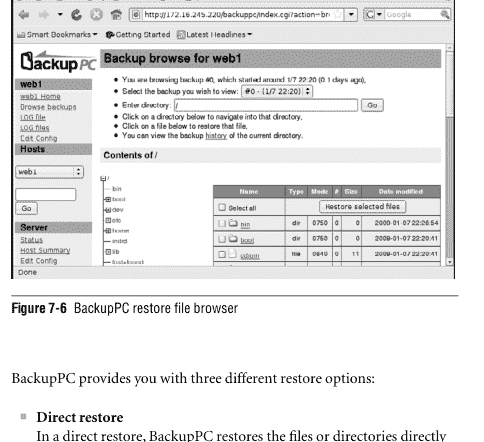 http://172.16.245.220/backuppc/index.cgi?action=br
Google
Smart Bookmarks
Getting Started
Latest Headlines
BackupPC
Backup browse for web1
You are browsing backup #0, which started around 1/7 22:20 (0.1 days ago),
Select the backup you wish to view: #0 - (1/7 22:20)
Enter directory: / Go
Click on a directory below to navigate into that directory,
Click on a file below to restore that file,
You can view the backup history of the current directory.
web1
web1 Home
Browse backups
LOG file
LOG files
Edit Config
Hosts
web1
Go
Server
Status
Host Summary
Edit Config
Contents of /
/
bin
boot
dev
etc
home
initrd
lib
Name Type Mode # Size Date modified
Select all Restore selected files
bin dir 0750 0 0 2009-01-07 22:26:54
boot dir 0750 0 0 2009-01-07 22:20:41
cdrom file 0640 0 11 2009-01-07 22:20:41
Done
Figure 7-6 BackupPC restore file browser
BackupPC provides you with three different restore options:
Direct restore
In a direct restore, BackupPC restores the files or directories directly